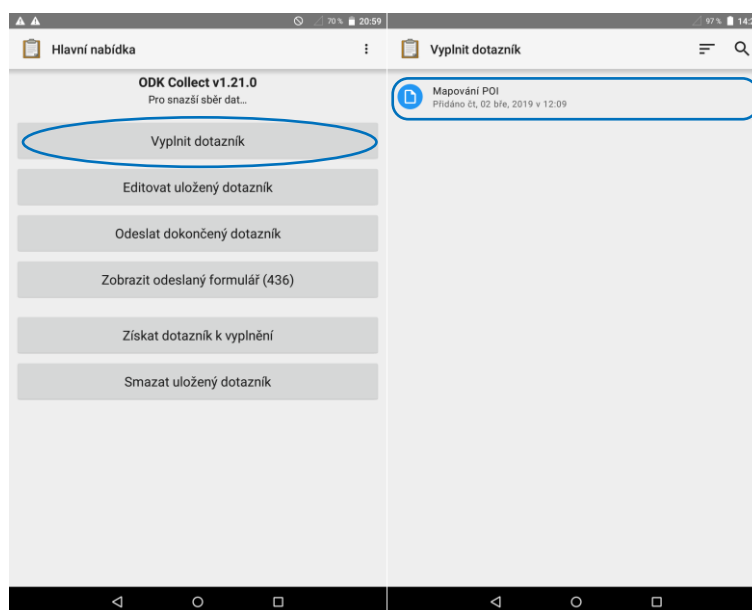 70 % 20:59
Hlavní nabídka
ODK Collect v1.21.0
Pro snazší sběr dat...
Vyplnit dotazník
Editovat uložený dotazník
Odeslat dokončený dotazník
Zobrazit odeslaný formulář (436)
Získat dotazník k vyplnění
Smazat uložený dotazník
97 %
Vyplnit dotazník
Mapování POI
Přidáno čt, 02 bře, 2019 v 12:09